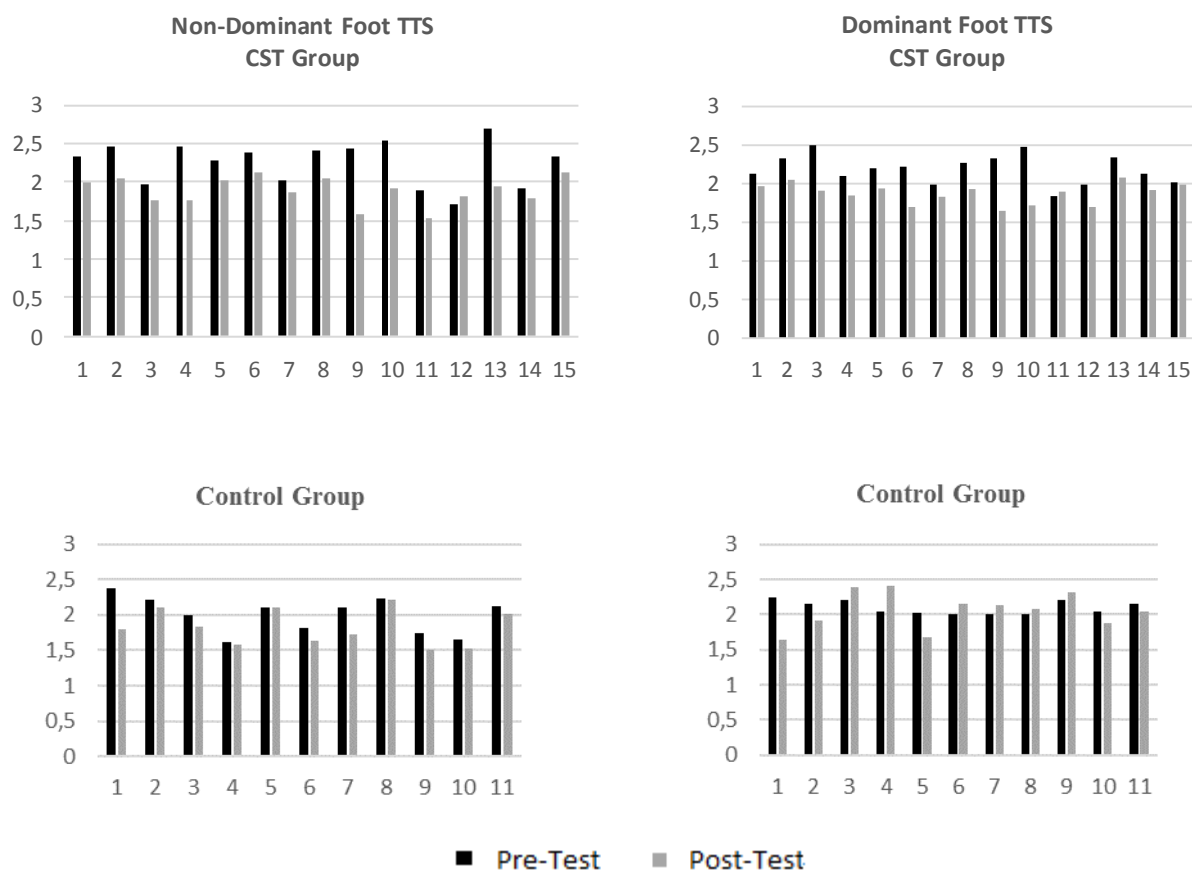 Non-Dominant Foot TTS
CST Group
3
2,5
2
1,5
1
0,5
0
1 2 3 4 5 6 7 8 9 10 11 12 13 14 15
Dominant Foot TTS
CST Group
3
2,5
2
1,5
1
0,5
0
1 2 3 4 5 6 7 8 9 10 11 12 13 14 15
Control Group
3
2,5
2
1,5
1
0,5
0
1 2 3 4 5 6 7 8 9 10 11
Control Group
3
2,5
2
1,5
1
0,5
0
1 2 3 4 5 6 7 8 9 10 11
Pre-Test Post-Test